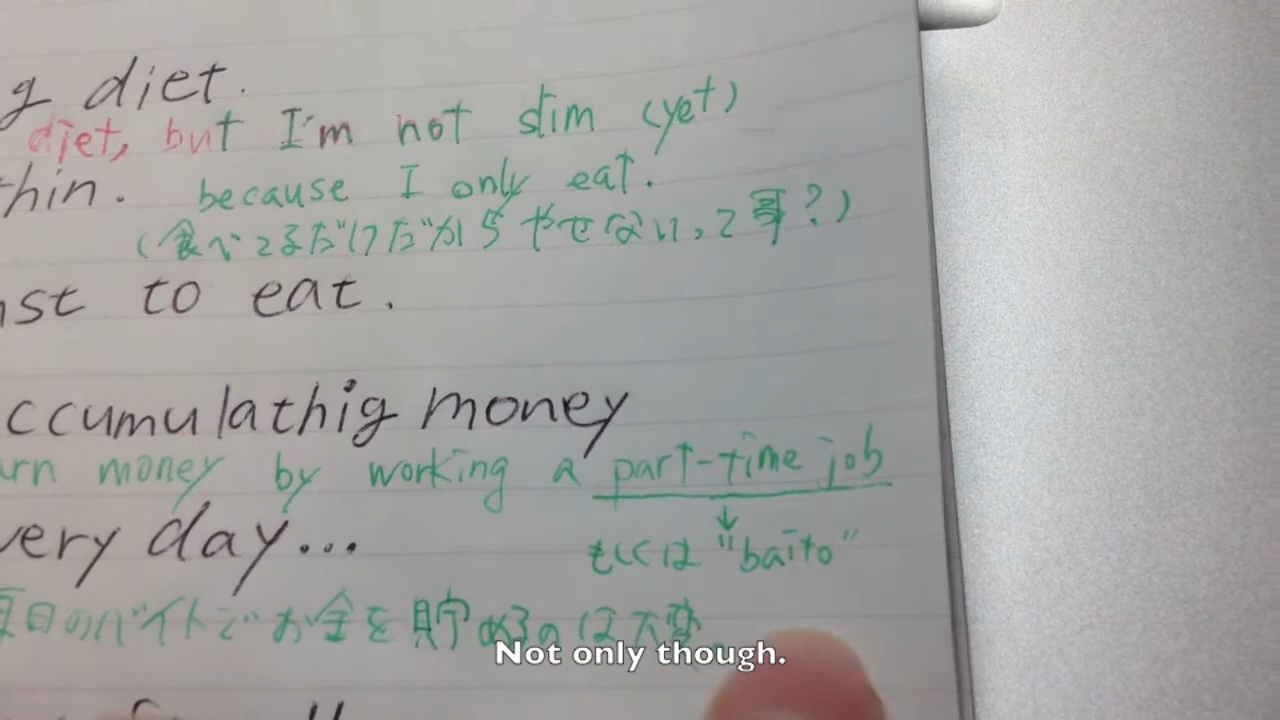 g diet.
diet, but I'm not slim (yet)
thin. because I only eat.
(食べてるだけだからやせないって事?)
to eat.
ccumulathig money
urn money by working a part-time job
very day...
↓
もしくは "baito"
日のバイトでお金を貯めるのは大変
Not only though.